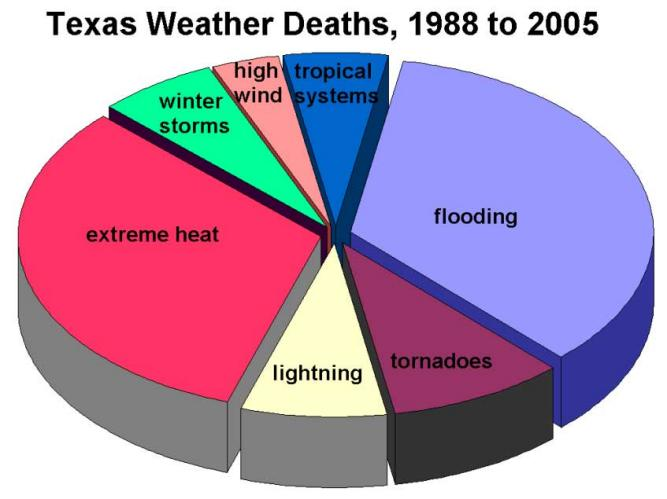 Texas Weather Deaths, 1988 to 2005
high
wind
tropical
systems
winter
storms
flooding
extreme heat
tornadoes
lightning